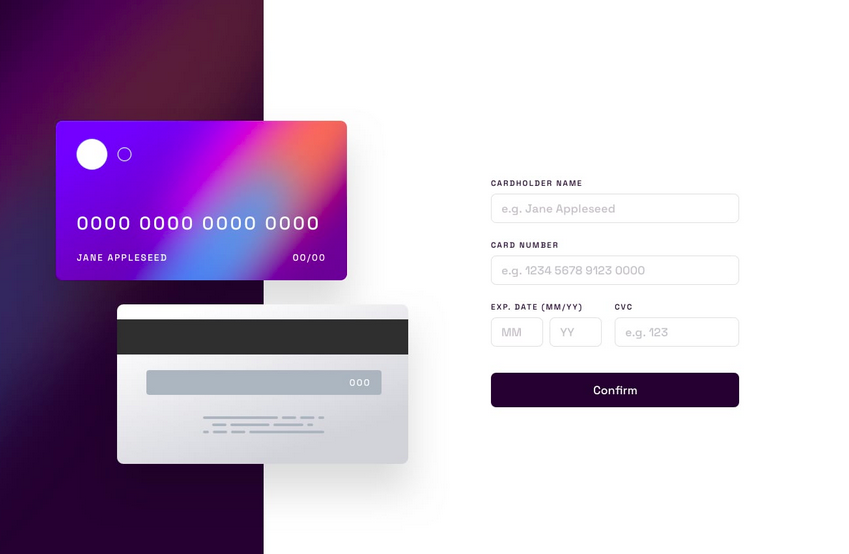 0000 0000 0000 0000
JANE APPLESEED 00/00
000
CARDHOLDER NAME
e.g. Jane Appleseed
CARD NUMBER
e.g. 1234 5678 9123 0000
EXP. DATE (MM/YY) CVC
MM YY e.g. 123
Confirm